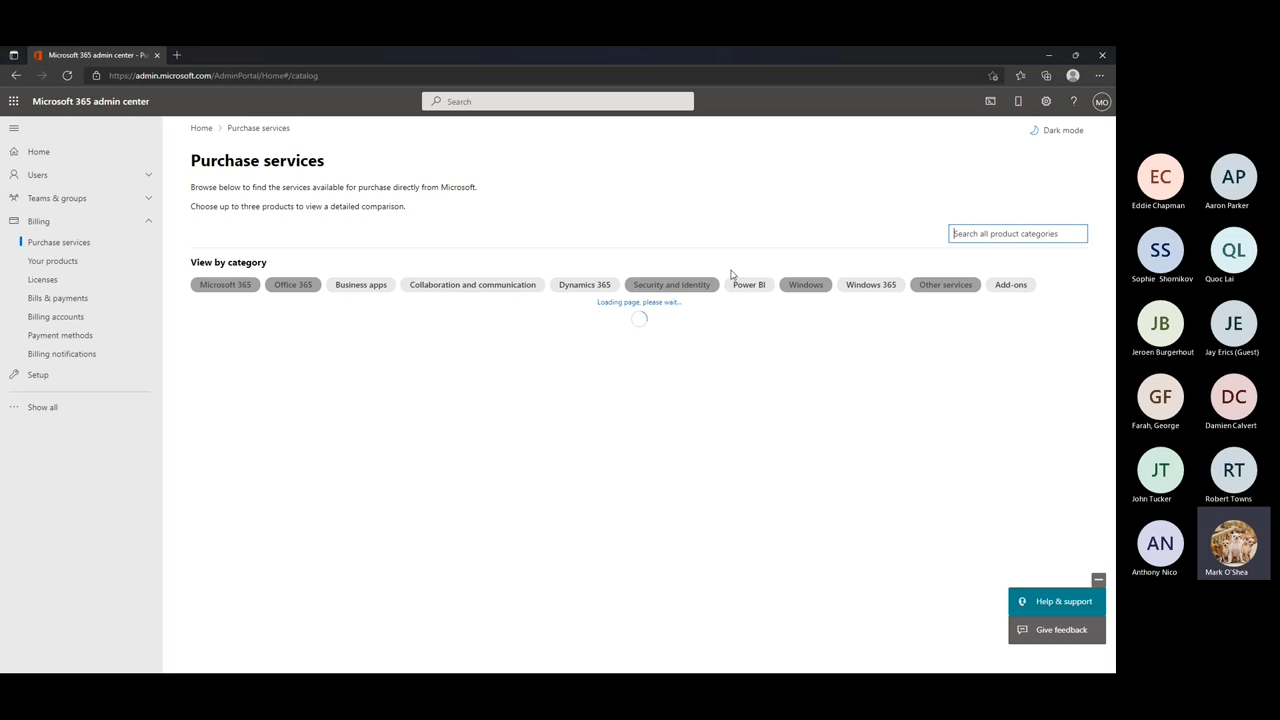 Microsoft 365 admin center - Pu
https://admin.microsoft.com/AdminPortal/Home#/catalog
Microsoft 365 admin center
Search
MO
Home
Users
Teams & groups
Billing
Purchase services
Your products
Licenses
Bills & payments
Billing accounts
Payment methods
Billing notifications
Setup
Show all
Home > Purchase services
Dark mode
Purchase services
Browse below to find the services available for purchase directly from Microsoft.
Choose up to three products to view a detailed comparison.
Search all product categories
View by category
Microsoft 365 Office 365 Business apps Collaboration and communication Dynamics 365 Security and identity Power BI Windows Windows 365 Other services Add-ons
Loading page, please wait...
Help & support
Give feedback
EC AP
Eddie Chapman Aaron Parker
SS QL
Sophie Shornikov Quoc Lai
JB JE
Jeroen Burgerhout Jay Erics (Guest)
GF DC
Farah, George Damien Calvert
JT RT
John Tucker Robert Towns
AN
Anthony Nico Mark O'Shea